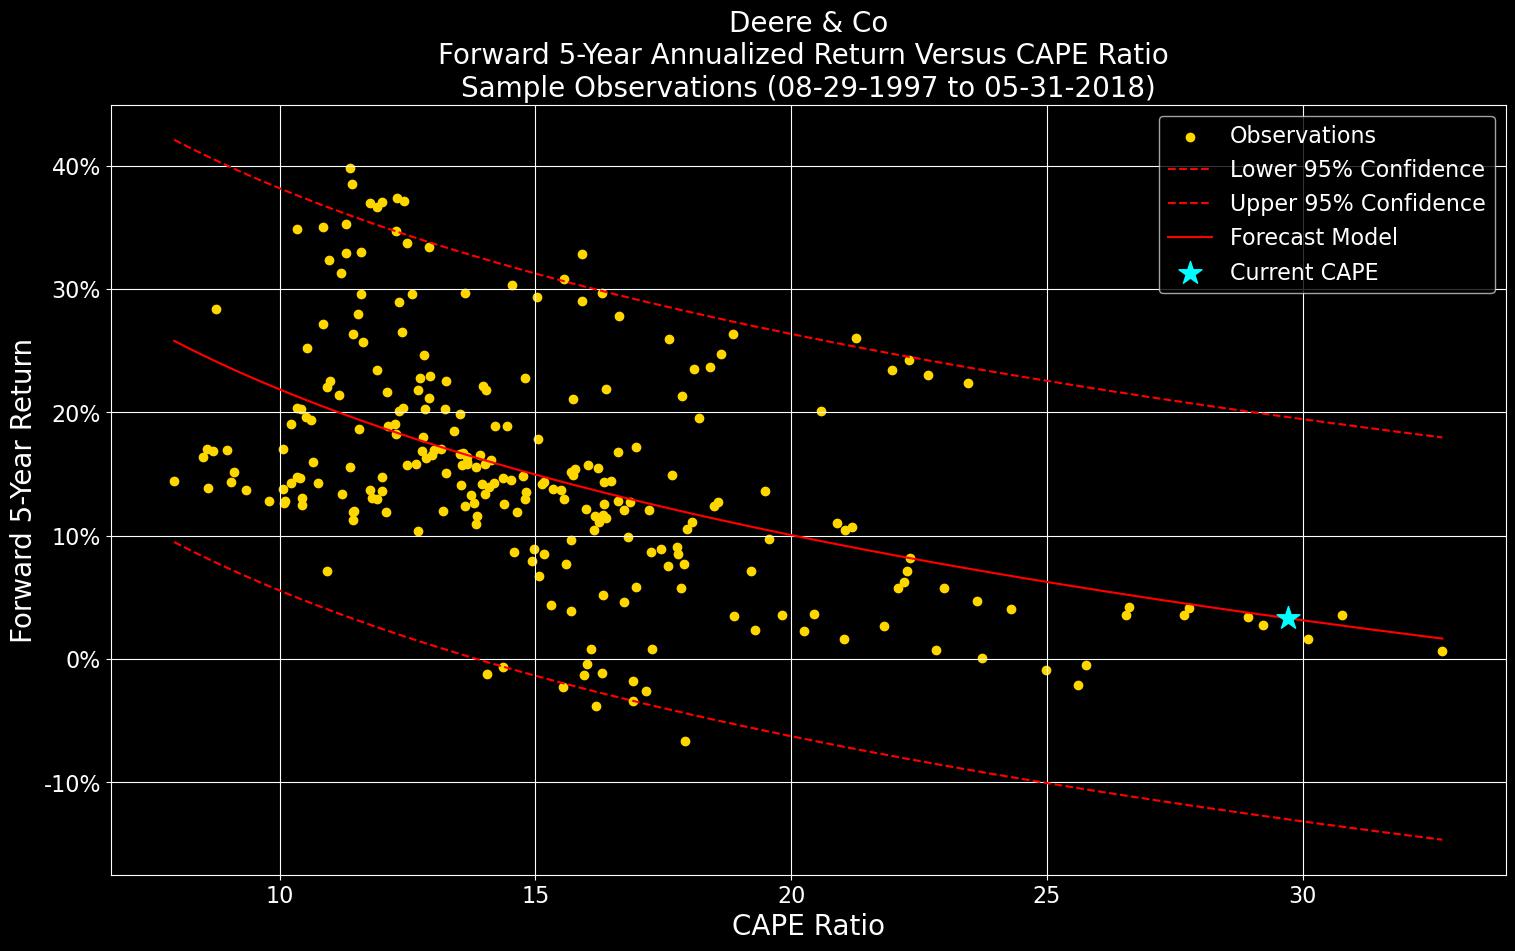 Deere & Co
Forward 5-Year Annualized Return Versus CAPE Ratio
Sample Observations (08-29-1997 to 05-31-2018)
Observations
Lower 95% Confidence
Upper 95% Confidence
Forecast Model
Current CAPE
Forward 5-Year Return
40%
30%
20%
10%
0%
-10%
10 15 20 25 30
CAPE Ratio